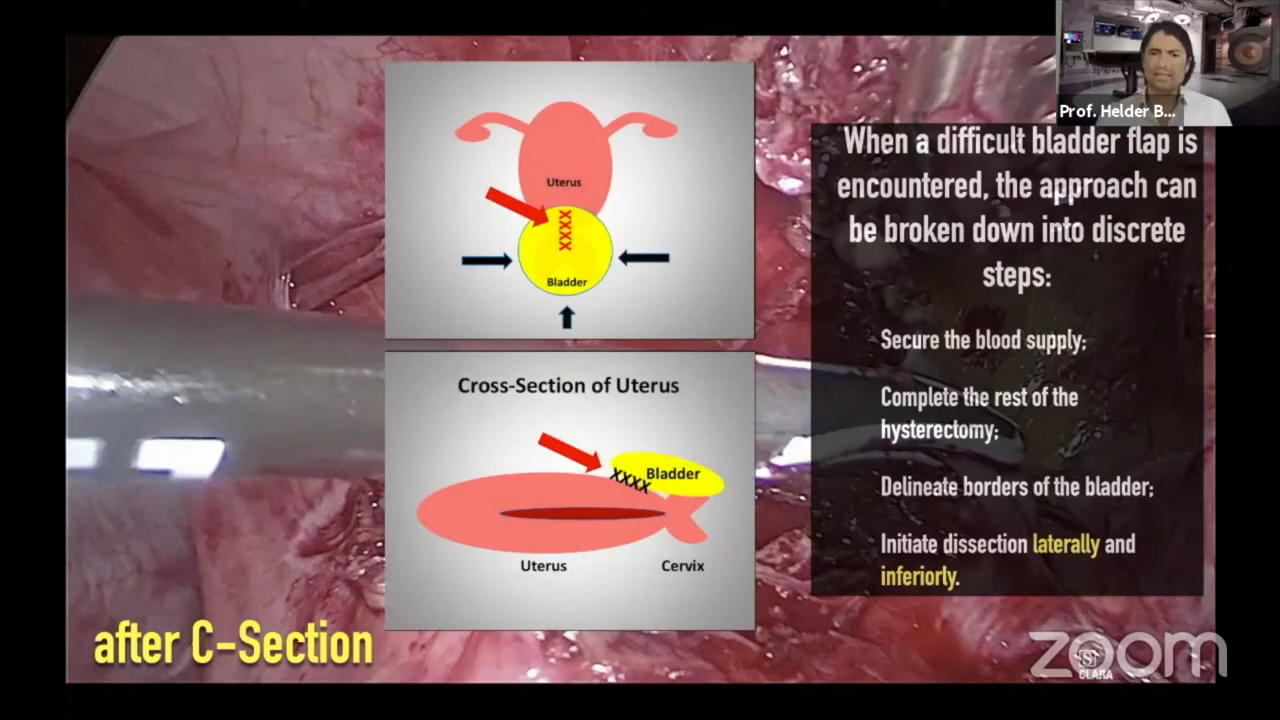 Prof. Helder B...
When a difficult bladder flap is
encountered, the approach can
be broken down into discrete
steps:
Secure the blood supply;
Complete the rest of the
hysterectomy;
Delineate borders of the bladder;
Initiate dissection laterally and
inferiorly.
Uterus
XXXX
Bladder
Cross-Section of Uterus
XXXX
Bladder
Uterus
Cervix
after C-Section
zoom
S
CLARA